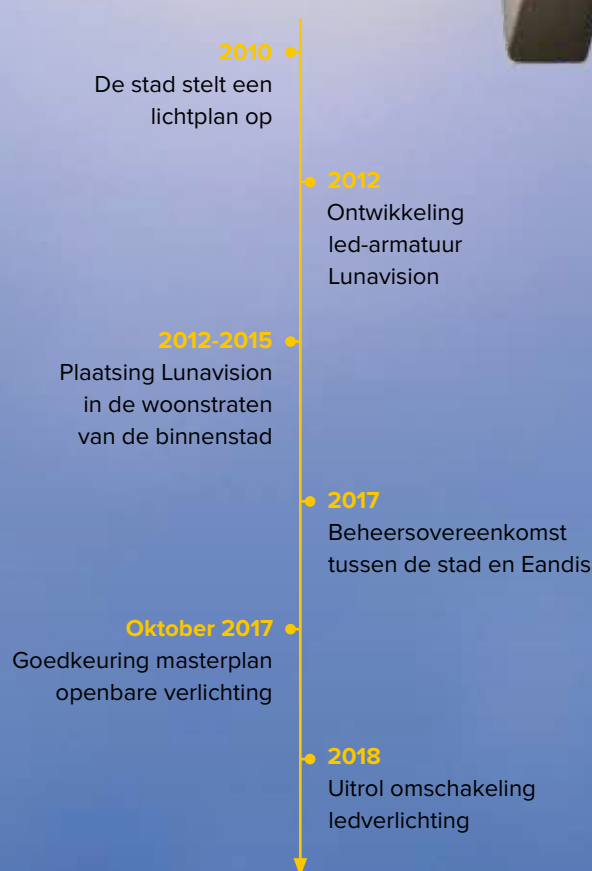 2010
De stad stelt een
lichtplan op
2012
Ontwikkeling
led-armatuur
Lunavision
2012-2015
Plaatsing Lunavision
in de woonstraten
van de binnenstad
2017
Beheersovereenkomst
tussen de stad en Eandis
Oktober 2017
Goedkeuring masterplan
openbare verlichting
2018
Uitrol omschakeling
ledverlichting